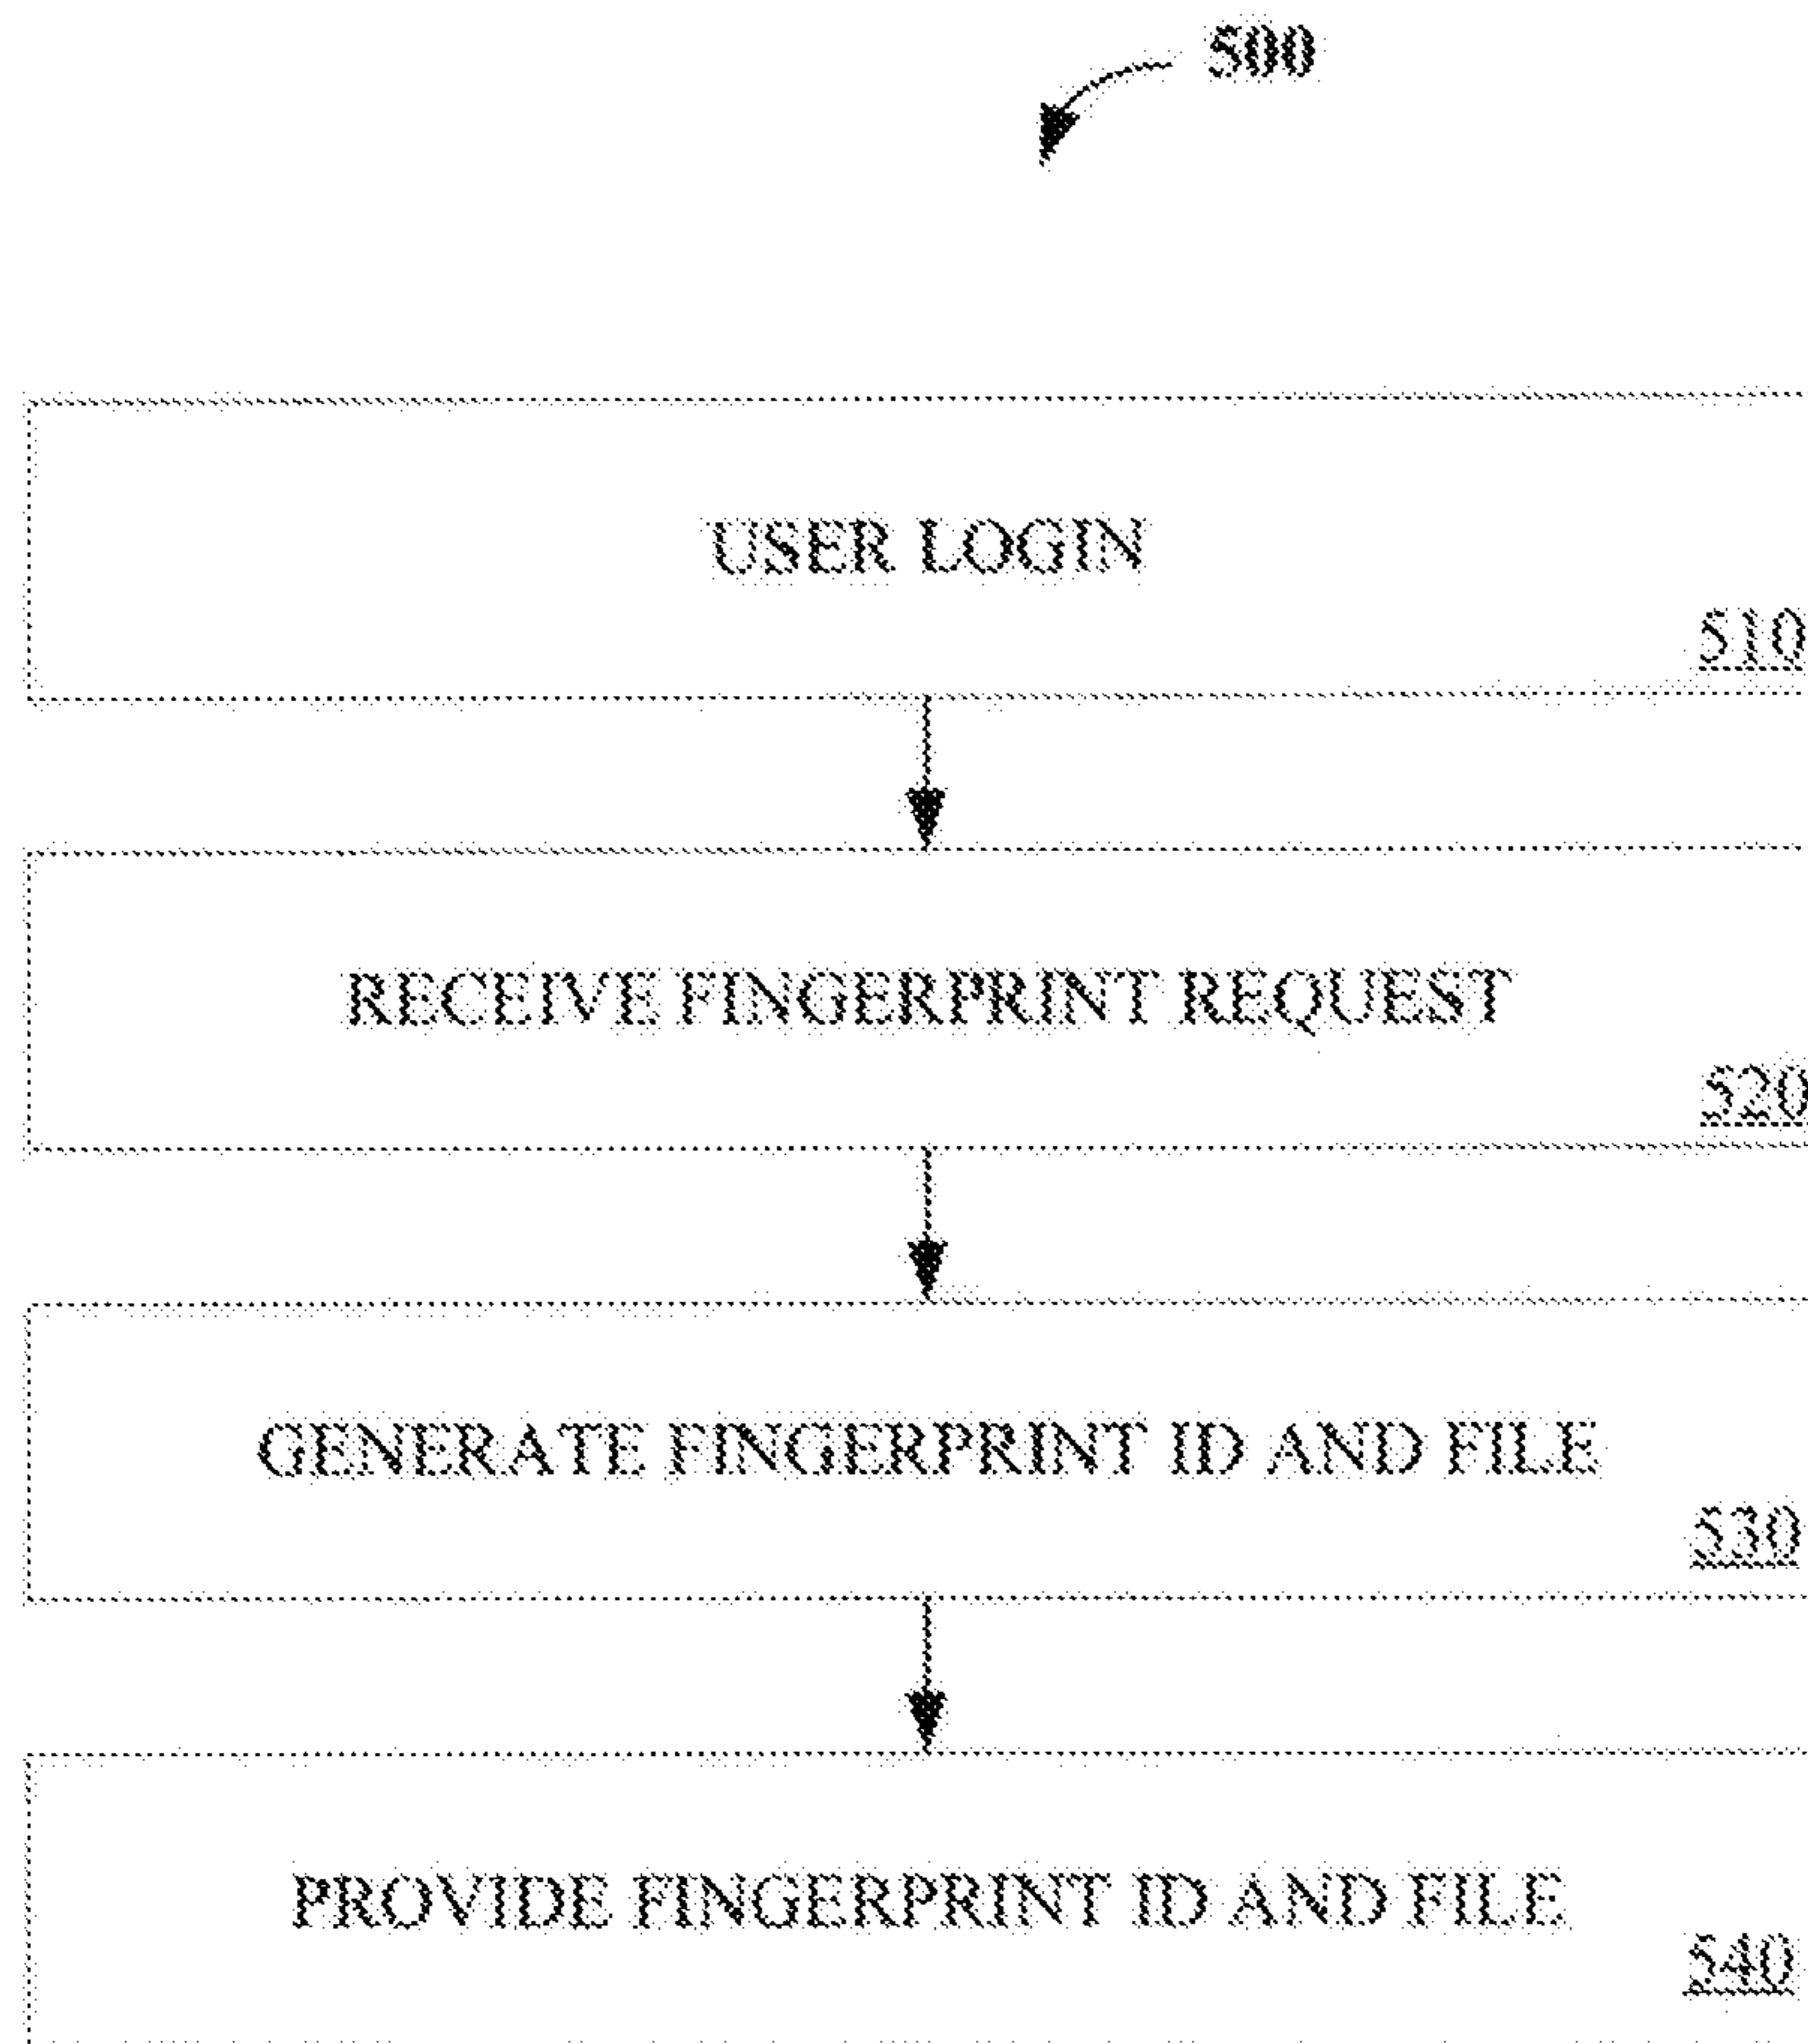 500
USER LOGIN
510
RECEIVE FINGERPRINT REQUEST
520
GENERATE FINGERPRINT ID AND FILE
530
PROVIDE FINGERPRINT ID AND FILE
540